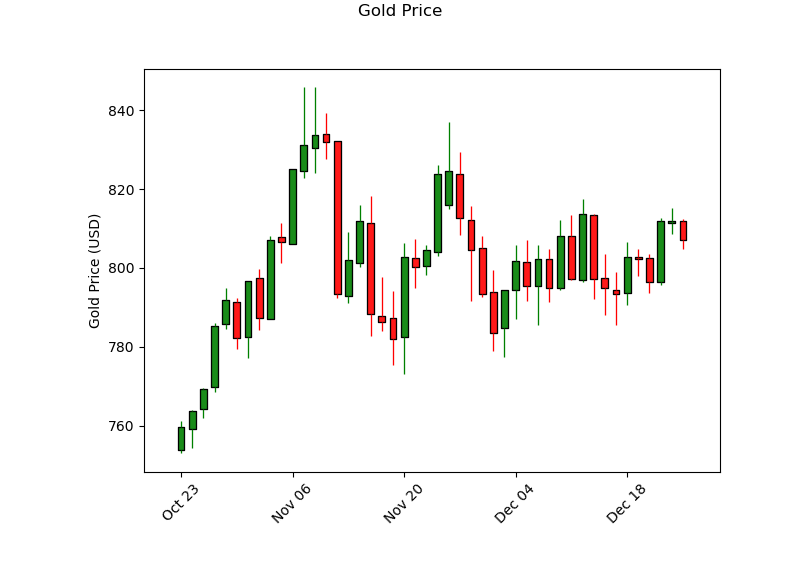 Gold Price
Gold Price (USD)
840
820
800
780
760
Oct 23
Nov 06
Nov 20
Dec 04
Dec 18